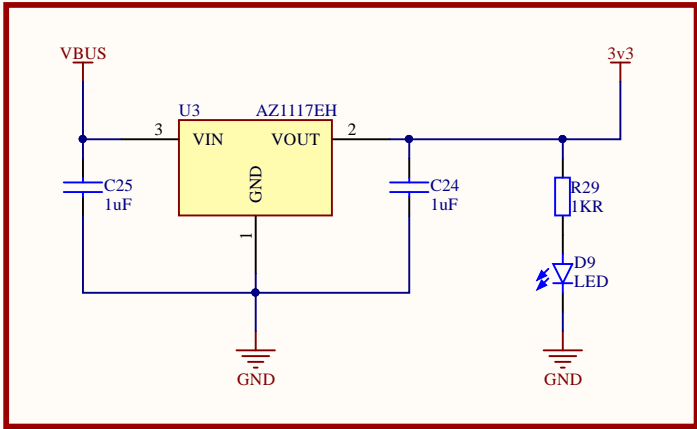 VBUS
3v3
U3
AZ1117EH
3
VIN
VOUT
2
GND
1
C25
1uF
C24
1uF
R29
1KR
D9
LED
GND
GND